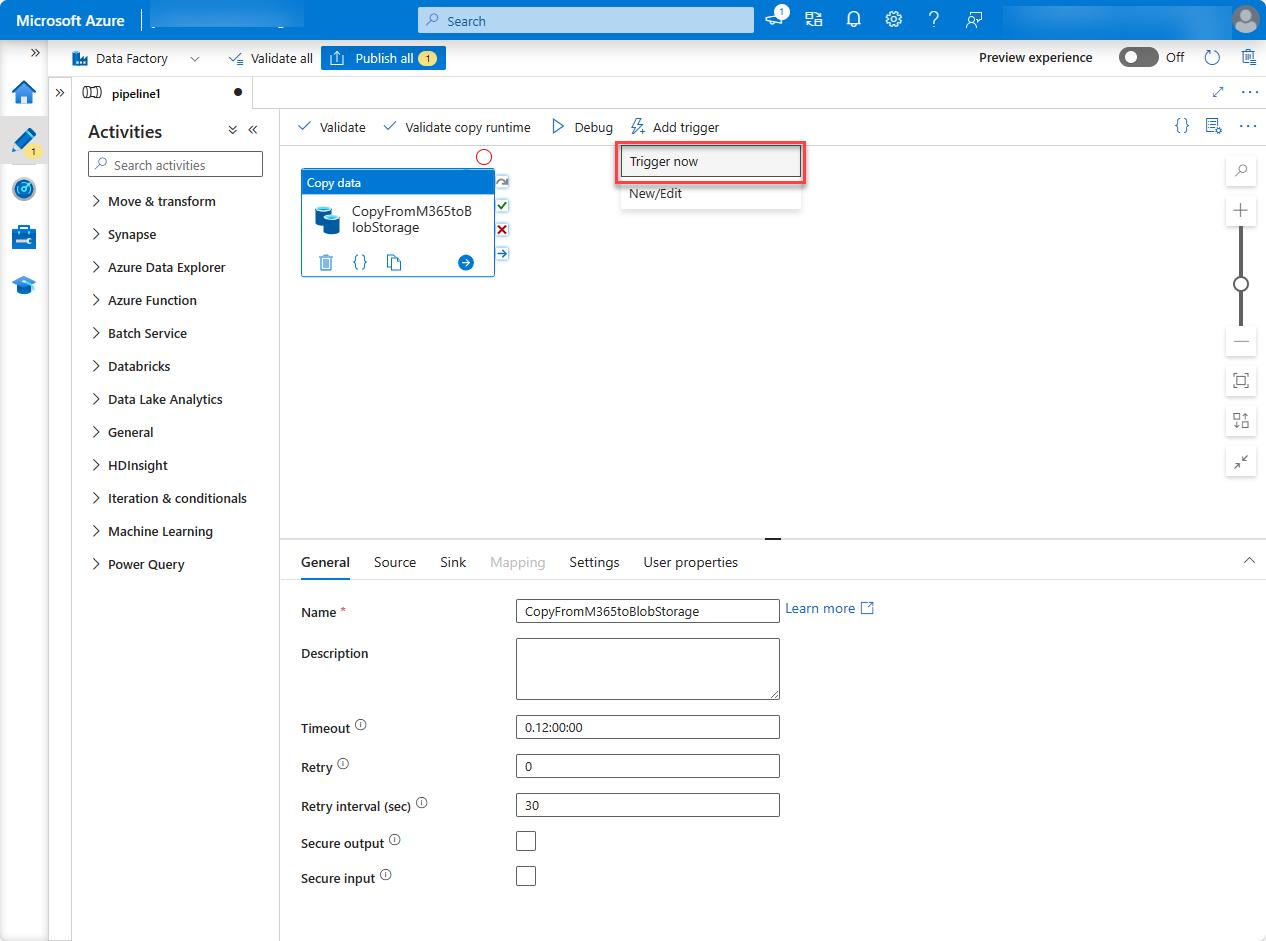 Microsoft Azure
Search
1
Data Factory
Validate all
Publish all 1
Preview experience
Off
pipeline1
1
Activities
Search activities
Move & transform
Synapse
Azure Data Explorer
Azure Function
Batch Service
Databricks
Data Lake Analytics
General
HDInsight
Iteration & conditionals
Machine Learning
Power Query
Validate
Validate copy runtime
Debug
Add trigger
Trigger now
New/Edit
Copy data
CopyFromM365toB
lobStorage
General
Source
Sink
Mapping
Settings
User properties
Name *
CopyFromM365toBlobStorage
Learn more
Description
Timeout
0.12:00:00
Retry
0
Retry interval (sec)
30
Secure output
Secure input